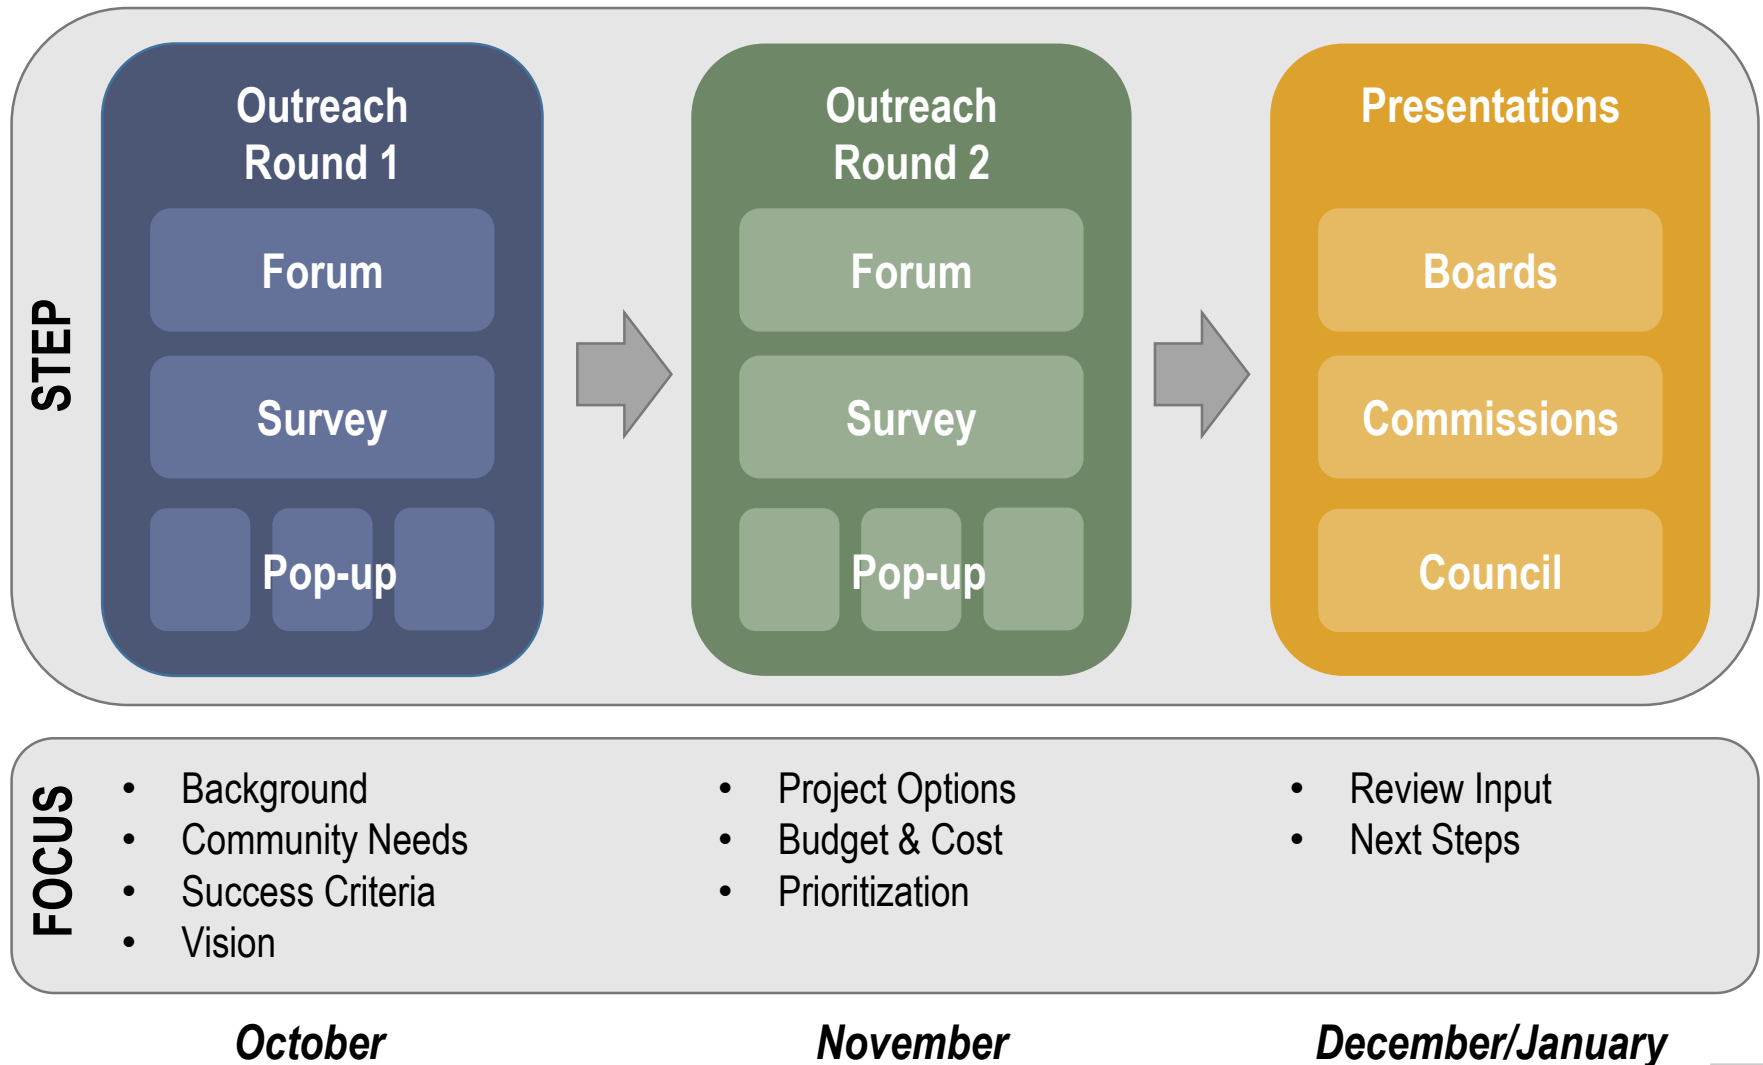 STEP
Outreach
Round 1
Forum
Survey
Pop-up
Outreach
Round 2
Forum
Survey
Pop-up
Presentations
Boards
Commissions
Council
FOCUS
• Background
• Community Needs
• Success Criteria
• Vision
• Project Options
• Budget & Cost
• Prioritization
• Review Input
• Next Steps
October
November
December/January